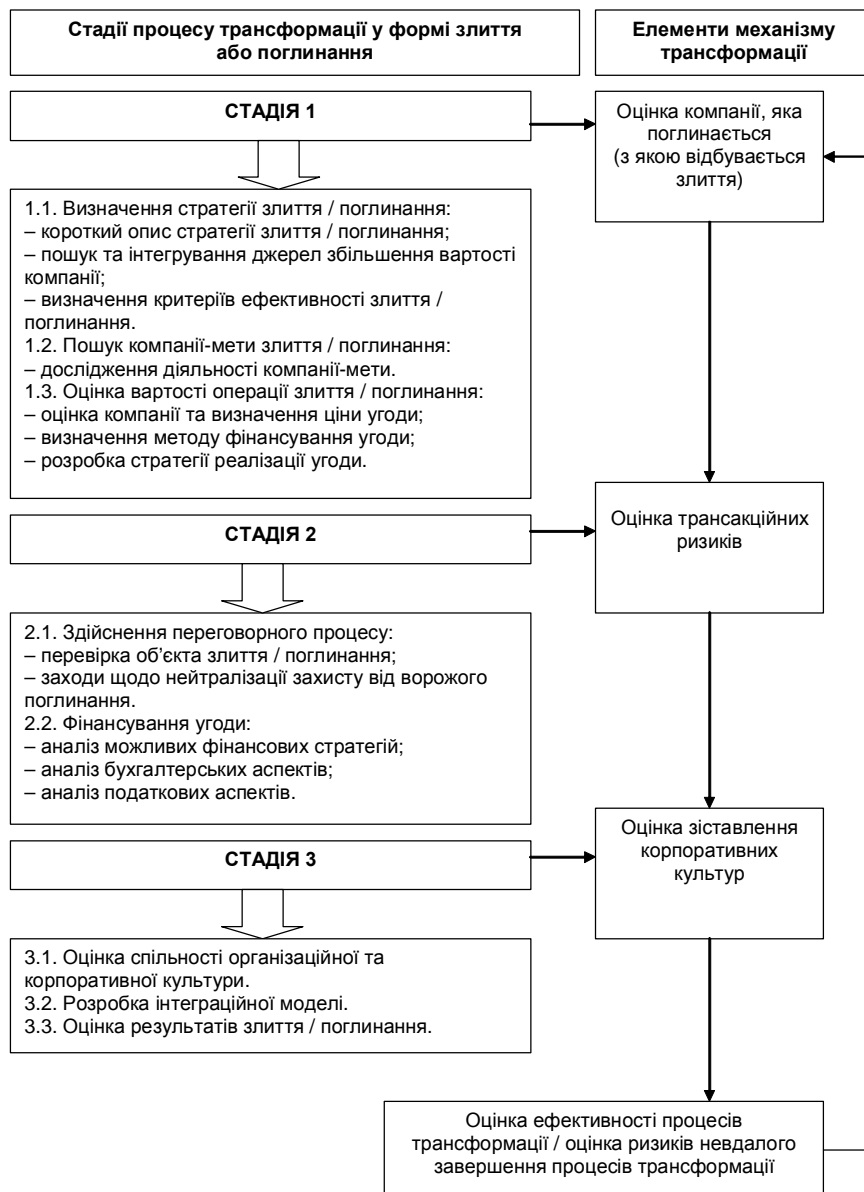 Стадії процесу трансформації у формі злиття
або поглинання
Елементи механізму
трансформації
СТАДІЯ 1
Оцінка компанії, яка
поглинається
(з якою відбувається
злиття)
1.1. Визначення стратегії злиття / поглинання:
– короткий опис стратегії злиття / поглинання;
– пошук та інтегрування джерел збільшення вартості
компанії;
– визначення критеріїв ефективності злиття /
поглинання.
1.2. Пошук компанії-мети злиття / поглинання:
– дослідження діяльності компанії-мети.
1.3. Оцінка вартості операції злиття / поглинання:
– оцінка компанії та визначення ціни угоди;
– визначення методу фінансування угоди;
– розробка стратегії реалізації угоди.
СТАДІЯ 2
Оцінка трансакційних
ризиків
2.1. Здійснення переговорного процесу:
– перевірка об’єкта злиття / поглинання;
– заходи щодо нейтралізації захисту від ворожого
поглинання.
2.2. Фінансування угоди:
– аналіз можливих фінансових стратегій;
– аналіз бухгалтерських аспектів;
– аналіз податкових аспектів.
СТАДІЯ 3
Оцінка зіставлення
корпоративних
культур
3.1. Оцінка спільності організаційної та
корпоративної культури.
3.2. Розробка інтеграційної моделі.
3.3. Оцінка результатів злиття / поглинання.
Оцінка ефективності процесів
трансформації / оцінка ризиків невдалого
завершення процесів трансформації